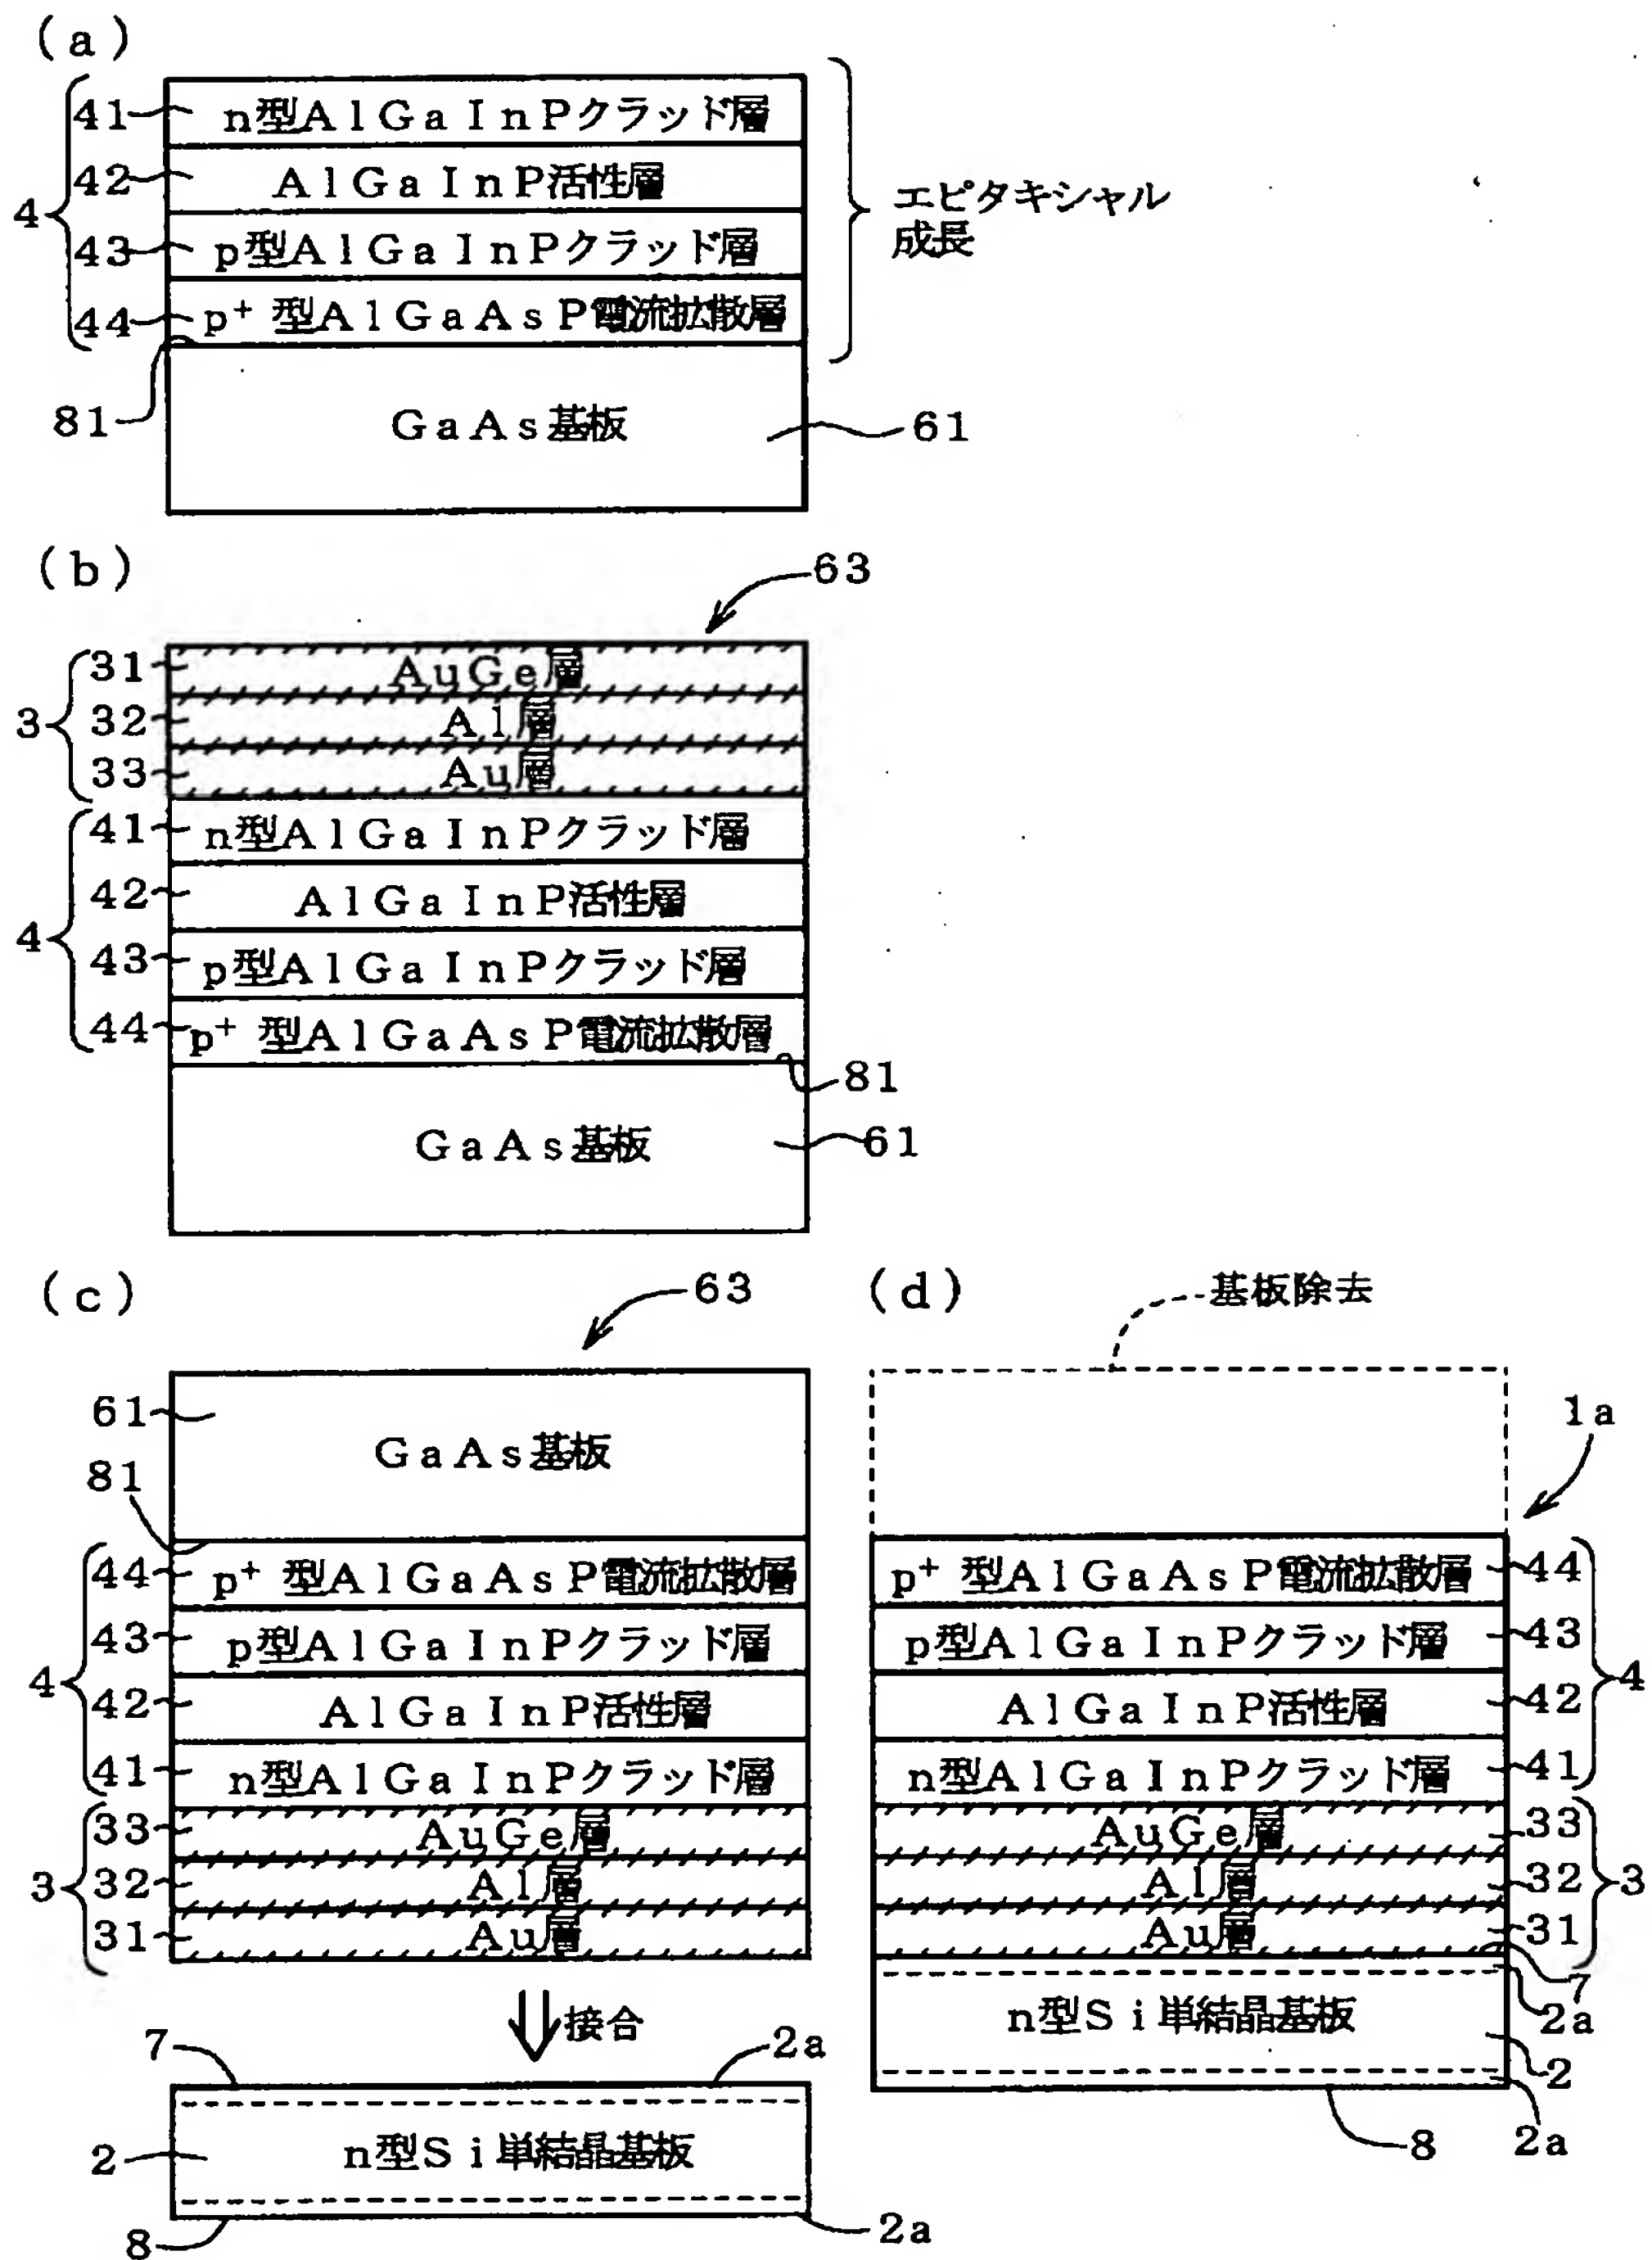 (a)
41 n型AlGaInPクラッド層
42 AlGaInP活性層
4
43 p型AlGaInPクラッド層
44 p⁺型AlGaAsP電流拡散層
エピタキシャル
成長
81
GaAs基板 61
(b)
63
31 AuGe層
3 32 Al層
33 Au層
41 n型AlGaInPクラッド層
42 AlGaInP活性層
4
43 p型AlGaInPクラッド層
44 p⁺型AlGaAsP電流拡散層
81
GaAs基板 61
(c)
63
61
GaAs基板
81
44 p⁺型AlGaAsP電流拡散層
43 p型AlGaInPクラッド層
4
42 AlGaInP活性層
41 n型AlGaInPクラッド層
33 AuGe層
3 32 Al層
31 Au層
接合
7 2a
2 n型Si単結晶基板
8 2a
(d)
基板除去
1a
p⁺型AlGaAsP電流拡散層 44
p型AlGaInPクラッド層 43
4
AlGaInP活性層 42
n型AlGaInPクラッド層 41
AuGe層 33
Al層 32 3
Au層 31
7
n型Si単結晶基板 2a
2
8 2a